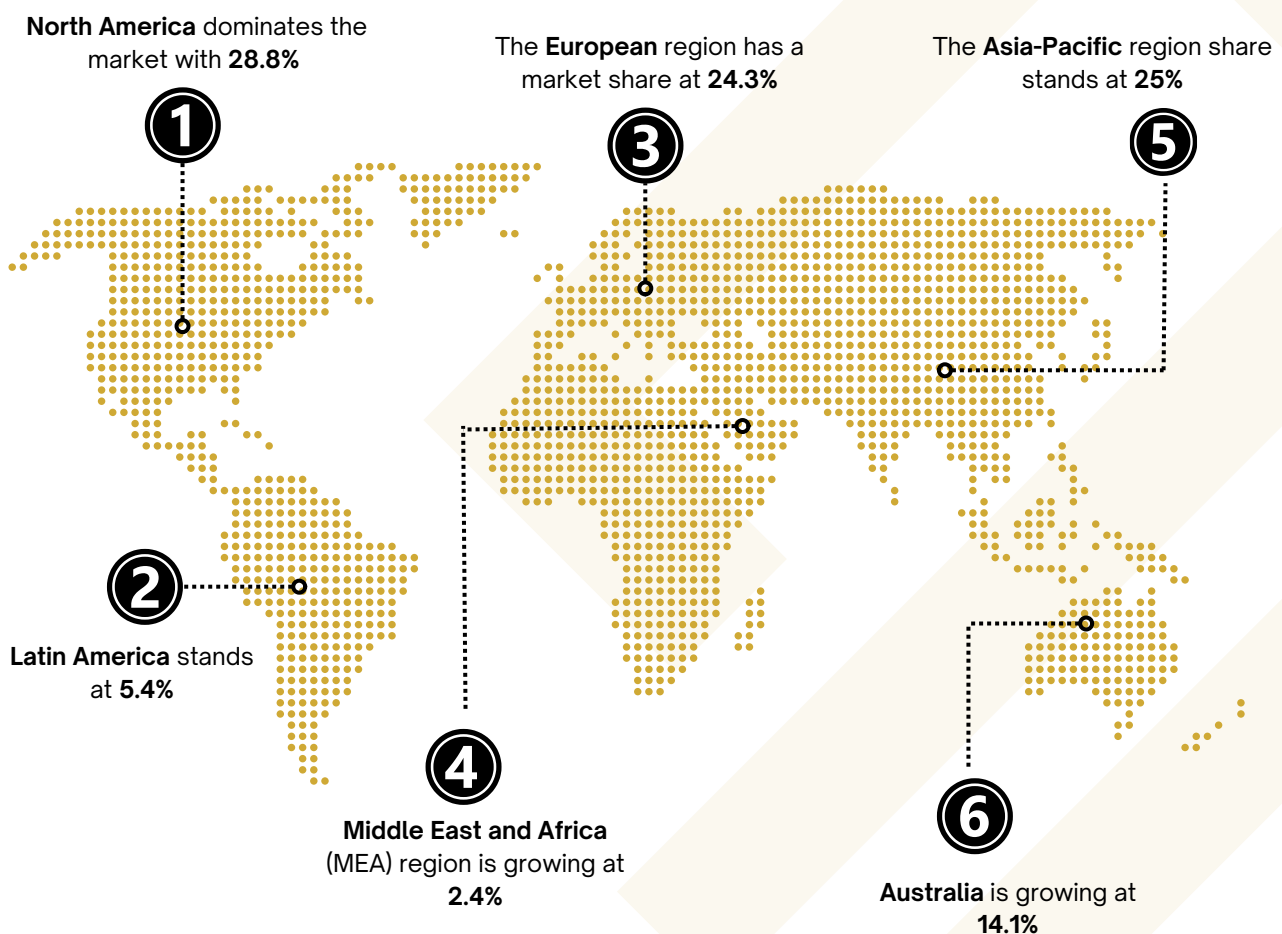 North America dominates the
market with 28.8%
1
The European region has a
market share at 24.3%
3
The Asia-Pacific region share
stands at 25%
5
2
Latin America stands
at 5.4%
4
Middle East and Africa
(MEA) region is growing at
2.4%
6
Australia is growing at
14.1%